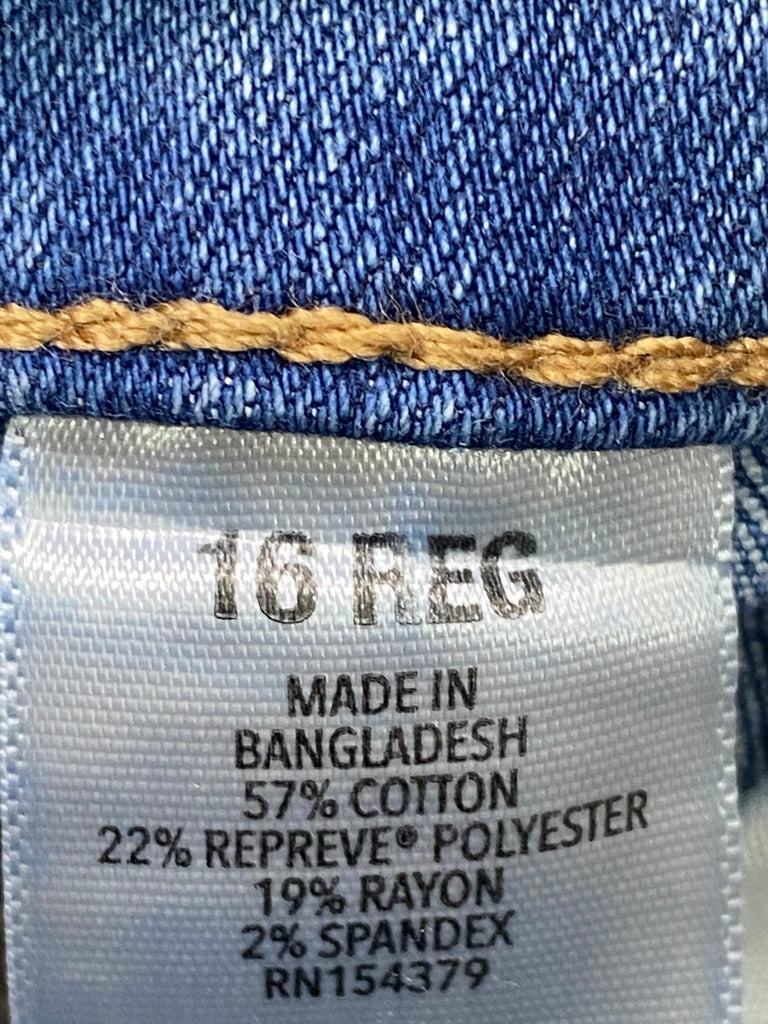 16 REG
MADE IN
BANGLADESH
57% COTTON
22% REPREVE® POLYESTER
19% RAYON
2% SPANDEX
RN154379